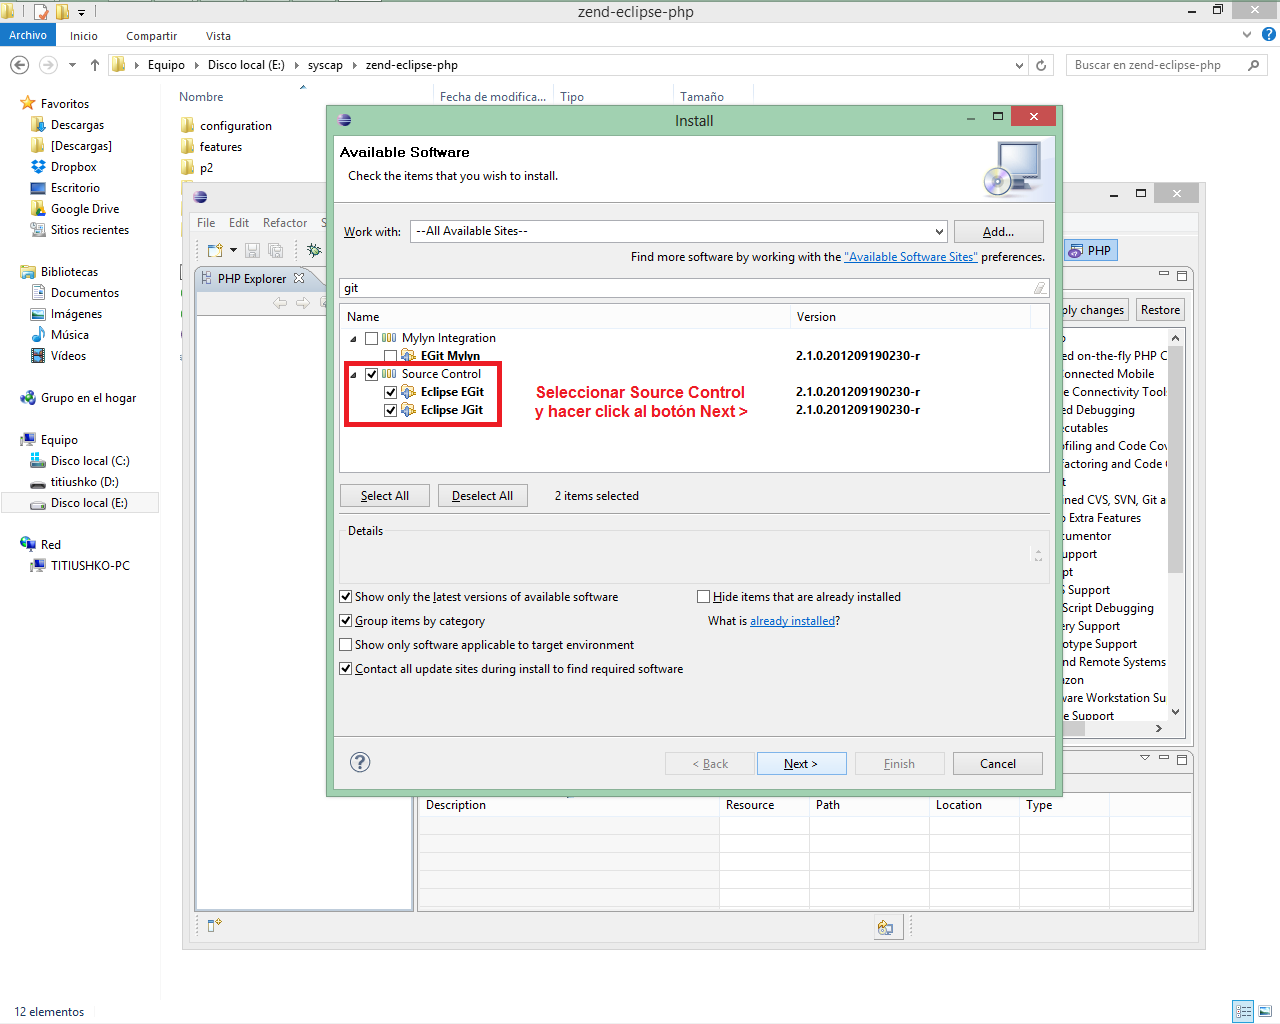 zend-eclipse-php
Archivo Inicio Compartir Vista
Equipo Disco local (E:) syscap zend-eclipse-php
Buscar en zend-eclipse-php
Favoritos
Descargas
[Descargas]
Dropbox
Escritorio
Google Drive
Sitios recientes
Bibliotecas
Documentos
Imágenes
Música
Vídeos
Grupo en el hogar
Equipo
Disco local (C:)
titiushko (D:)
Disco local (E:)
Red
TITIUSHKO-PC
Nombre Fecha de modifica... Tipo Tamaño
configuration
features
p2
File Edit Refactor S
PHP Explorer
PHP
Install
Available Software
Check the items that you wish to install.
Work with: --All Available Sites-- Add...
Find more software by working with the "Available Software Sites" preferences.
git
Name Version
Mylyn Integration
EGit Mylyn 2.1.0.201209190230-r
Source Control
Eclipse EGit 2.1.0.201209190230-r
Eclipse JGit 2.1.0.201209190230-r
Seleccionar Source Control
y hacer click al botón Next >
Select All Deselect All 2 items selected
Details
Show only the latest versions of available software
Hide items that are already installed
Group items by category
What is already installed?
Show only software applicable to target environment
Contact all update sites during install to find required software
< Back Next > Finish Cancel
ply changes Restore
ed on-the-fly PHP C
Connected Mobile
ed Debugging
cutables
filing and Code Cov
factoring and Code
t
ined CVS, SVN, Git a
o Extra Features
cumentor
upport
pt
S Support
Script Debugging
ery Support
totype Support
nd Remote Systems
azon
ware Workstation Su
e Support
Description Resource Path Location Type
12 elementos